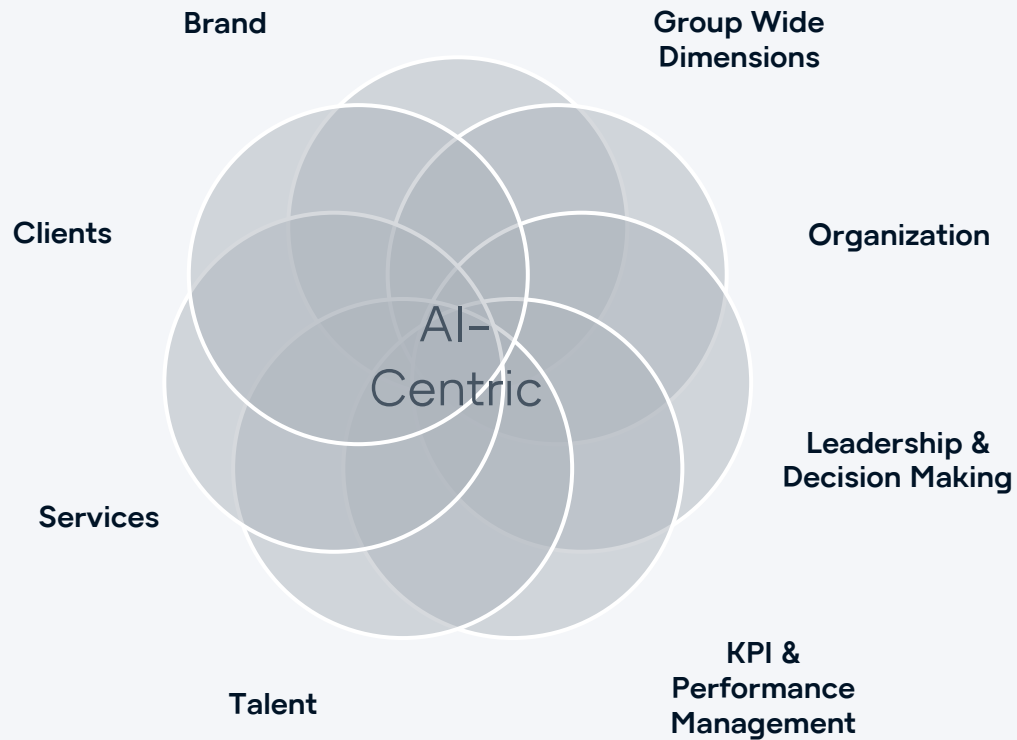 Brand
Group Wide
Dimensions
Clients
Organization
AI-
Centric
Leadership &
Decision Making
Services
KPI &
Performance
Management
Talent